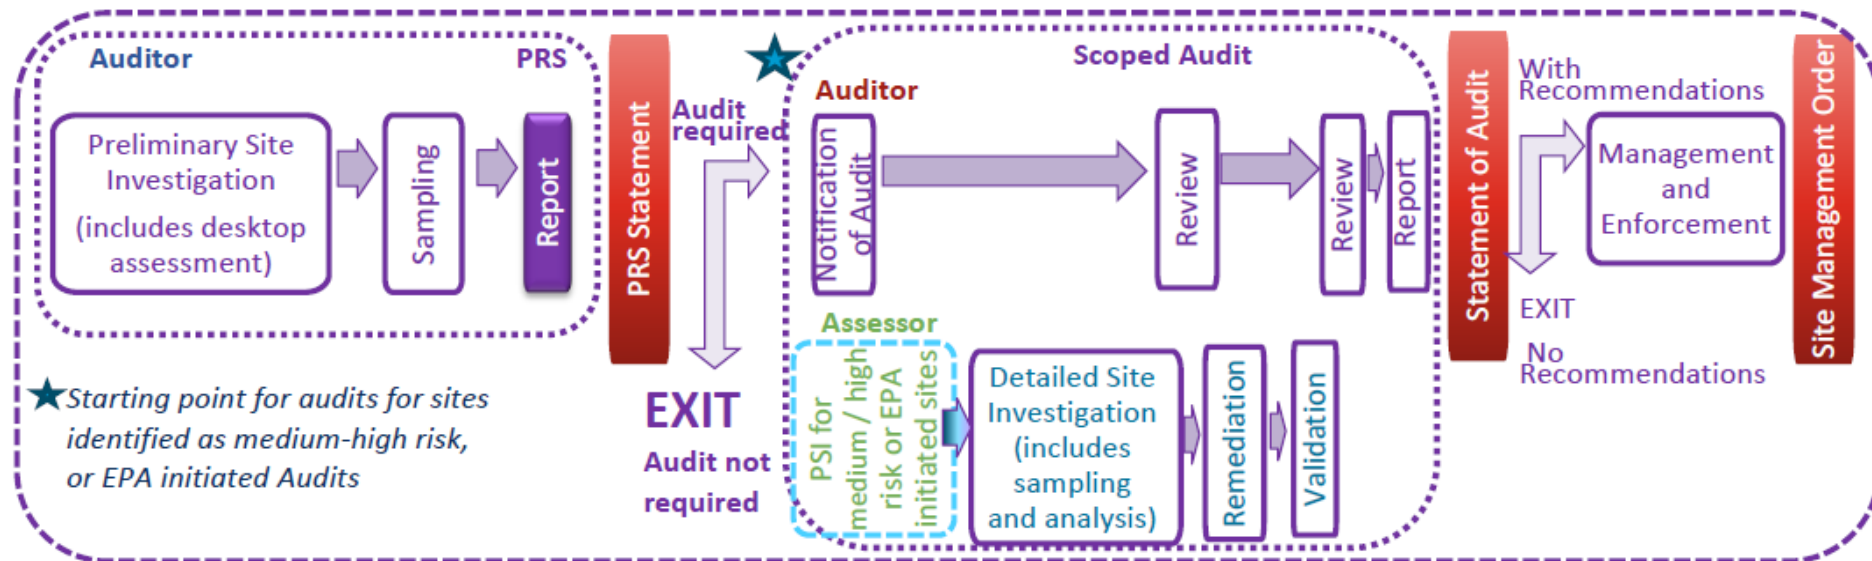 Auditor
PRS
Preliminary Site
Investigation
(includes desktop
assessment)
Sampling
Report
PRS Statement
Audit
required
EXIT
Audit not
required
Starting point for audits for sites
identified as medium-high risk,
or EPA initiated Audits
Scoped Audit
Auditor
Notification
of Audit
Review
Review
Report
Assessor
PSI for
medium / high
risk or EPA
initiated sites
Detailed Site
Investigation
(includes
sampling
and analysis)
Remediation
Validation
Statement of Audit
With
Recommendations
Management
and
Enforcement
EXIT
No
Recommendations
Site Management Order